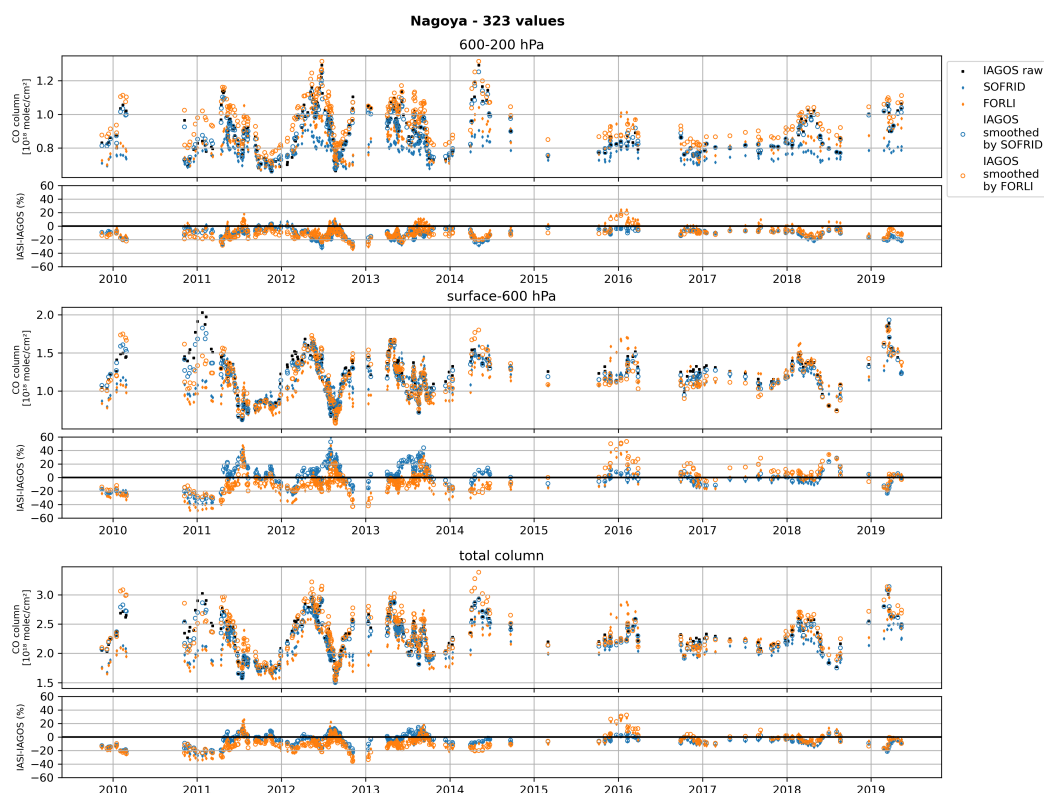 Nagoya - 323 values
600-200 hPa
CO column
[10¹⁸ molec/cm²]
1.2
1.0
0.8
IASI-IAGOS (%)
60
40
20
0
−20
−40
−60
2010 2011 2012 2013 2014 2015 2016 2017 2018 2019
IAGOS raw
SOFRID
FORLI
IAGOS
smoothed
by SOFRID
IAGOS
smoothed
by FORLI
surface-600 hPa
CO column
[10¹⁸ molec/cm²]
2.0
1.5
1.0
IASI-IAGOS (%)
60
40
20
0
−20
−40
−60
2010 2011 2012 2013 2014 2015 2016 2017 2018 2019
total column
CO column
[10¹⁸ molec/cm²]
3.0
2.5
2.0
1.5
IASI-IAGOS (%)
60
40
20
0
−20
−40
−60
2010 2011 2012 2013 2014 2015 2016 2017 2018 2019